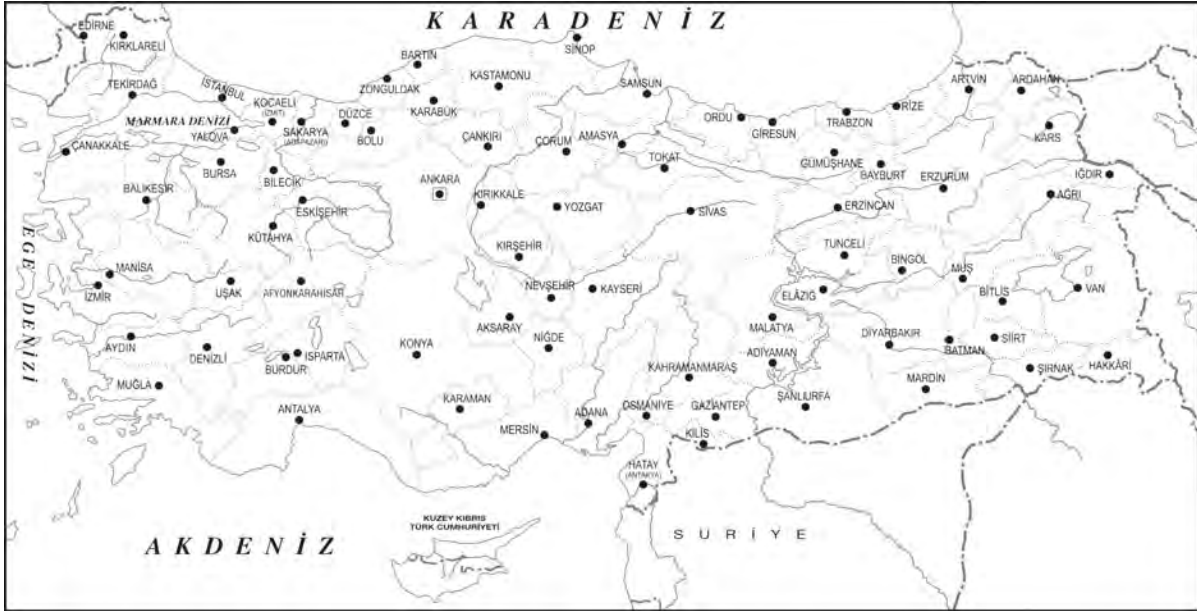 KARADENİZ
EDİRNE
KIRKLARELİ
SİNOP
BARTIN
ZONGULDAK
KASTAMONU
KARABÜK
SAMSUN
ARTVİN
ARDAHAN
TEKİRDAĞ
İSTANBUL
KOCAELİ
(İZMİT)
SAKARYA
(ADAPAZARI)
DÜZCE
BOLU
MARMARA DENİZİ
YALOVA
ÇANKIRI
ÇORUM
AMASYA
TOKAT
ORDU
GİRESUN
TRABZON
RİZE
KARS
ÇANAKKALE
BURSA
BİLECİK
GÜMÜŞHANE
BAYBURT
ERZURUM
IĞDIR
AĞRI
BALIKESİR
ESKİŞEHİR
ANKARA
KIRIKKALE
YOZGAT
SİVAS
ERZİNCAN
KÜTAHYA
KIRŞEHİR
TUNCELİ
BİNGÖL
MUŞ
EGE DENİZİ
MANİSA
İZMİR
UŞAK
AFYONKARAHİSAR
NEVŞEHİR
KAYSERİ
ELÂZIĞ
BİTLİS
VAN
AKSARAY
NİĞDE
MALATYA
AYDIN
DENİZLİ
BURDUR
ISPARTA
KONYA
DİYARBAKIR
BATMAN
SİİRT
HAKKÂRİ
MUĞLA
KAHRAMANMARAŞ
ADIYAMAN
ŞIRNAK
MARDİN
ANTALYA
KARAMAN
MERSİN
ADANA
OSMANİYE
GAZİANTEP
ŞANLIURFA
KİLİS
HATAY
(ANTAKYA)
KUZEY KIBRIS
TÜRK CUMHURİYETİ
SURİYE
AKDENİZ